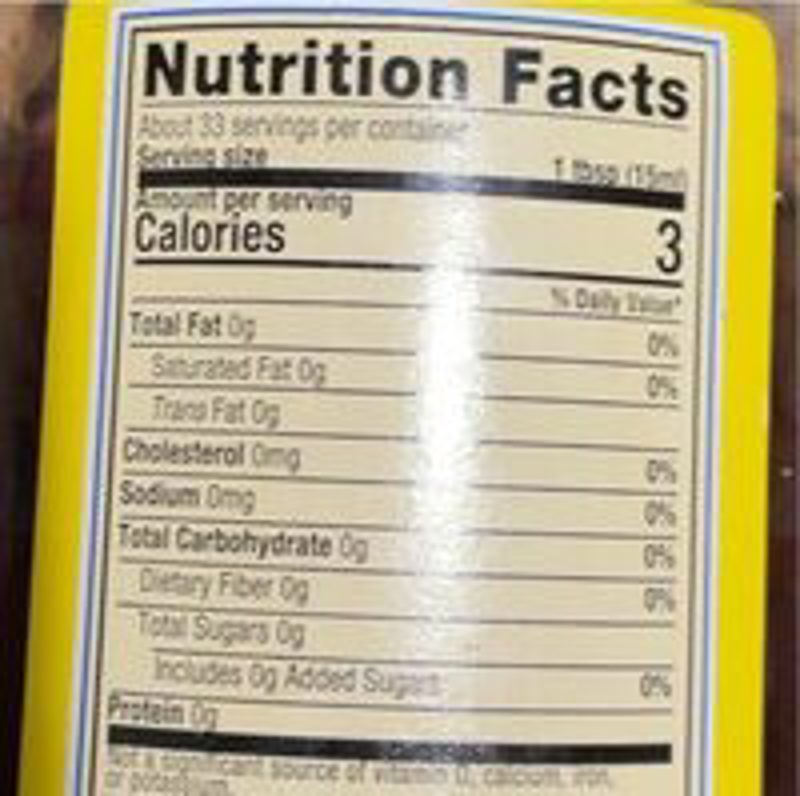 Nutrition Facts
About 33 servings per container
Serving size 1 tbsp (15ml)
Amount per serving
Calories 3
% Daily Value*
Total Fat 0g 0%
Saturated Fat 0g 0%
Trans Fat 0g
Cholesterol 0mg 0%
Sodium 0mg 0%
Total Carbohydrate 0g 0%
Dietary Fiber 0g 0%
Total Sugars 0g
Includes 0g Added Sugars 0%
Protein 0g
Not a significant source of vitamin D, calcium, iron,
or potassium.